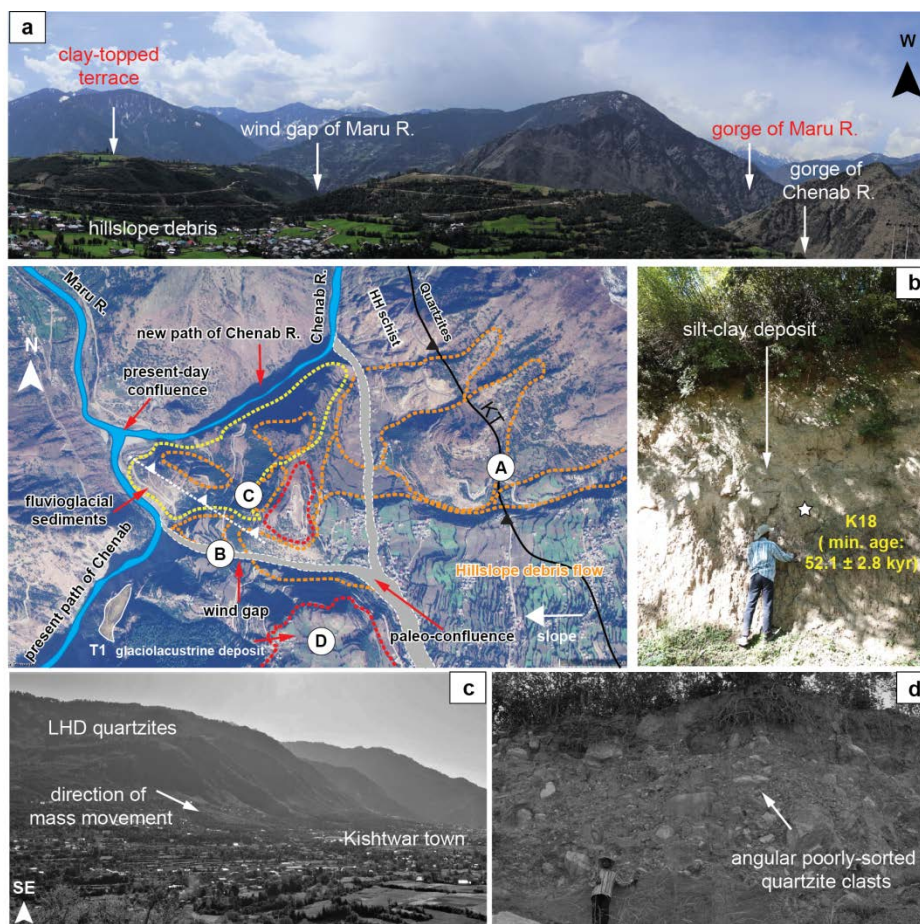 a
W
clay-topped
terrace
wind gap of Maru R.
gorge of Maru R.
gorge of
Chenab R.
hillslope debris
b
Maru R.
Chenab R.
new path of Chenab R.
HH schist
Quartzites
N
present-day
confluence
KT
A
C
fluvioglacial
sediments
B
Hillslope debris flow
present path of Chenab
wind gap
paleo-confluence
slope
T1 glaciolacustrine deposit
D
silt-clay deposit
K18
( min. age:
52.1 ± 2.8 kyr)
c
LHD quartzites
direction of
mass movement
Kishtwar town
SE
d
angular poorly-sorted
quartzite clasts